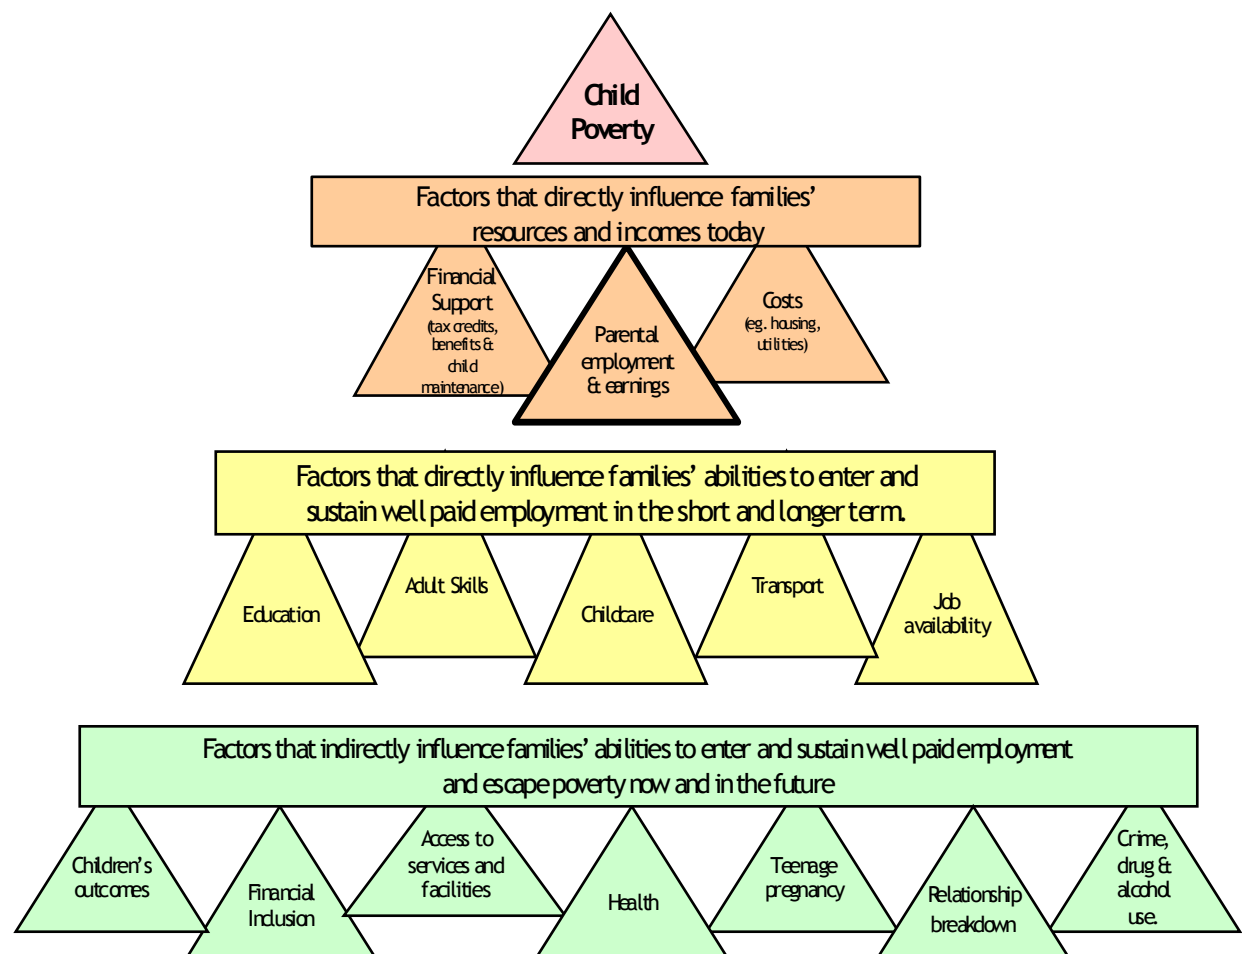 Child
Poverty
Factors that directly influence families’
resources and incomes today
Financial
Support
(tax credits,
benefits &
child
maintenance)
Parental
employment
& earnings
Costs
(eg. housing,
utilities)
Factors that directly influence families’ abilities to enter and
sustain well paid employment in the short and longer term.
Education
Adult Skills
Childcare
Transport
Job
availability
Factors that indirectly influence families’ abilities to enter and sustain well paid employment
and escape poverty now and in the future
Children’s
outcomes
Financial
Inclusion
Access to
services and
facilities
Health
Teenage
pregnancy
Relationship
breakdown
Crime,
drug &
alcohol
use.